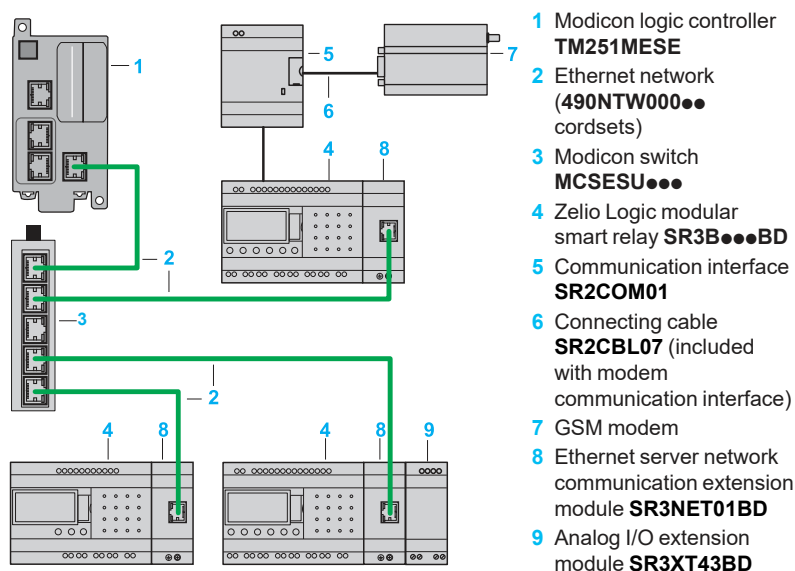 1
5
7
6
4
8
2
3
2
4
8
4
8
9
1 Modicon logic controller
TM251MESE
2 Ethernet network
(490NTW000●●
cordsets)
3 Modicon switch
MCSESU●●●
4 Zelio Logic modular
smart relay SR3B●●●BD
5 Communication interface
SR2COM01
6 Connecting cable
SR2CBL07 (included
with modem
communication interface)
7 GSM modem
8 Ethernet server network
communication extension
module SR3NET01BD
9 Analog I/O extension
module SR3XT43BD